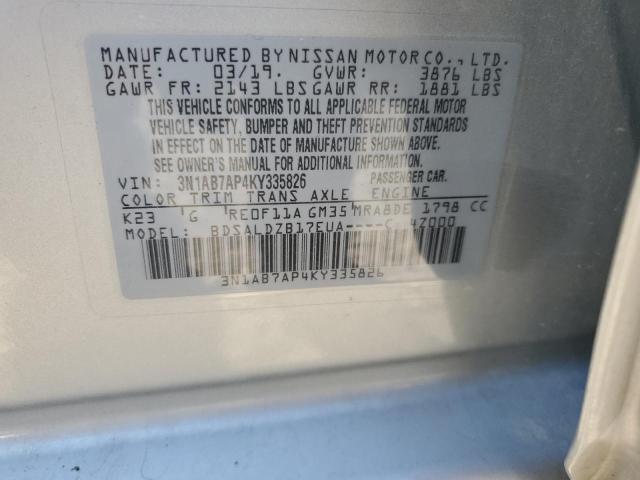 MANUFACTURED BY NISSAN MOTOR CO., LTD.
DATE: 03/19. GVWR: 3876 LBS
GAWR FR: 2143 LBS GAWR RR: 1881 LBS
THIS VEHICLE CONFORMS TO ALL APPLICABLE FEDERAL MOTOR
VEHICLE SAFETY, BUMPER AND THEFT PREVENTION STANDARDS
IN EFFECT ON THE DATE OF MANUFACTURE SHOWN ABOVE.
SEE OWNER'S MANUAL FOR ADDITIONAL INFORMATION.
VIN: 3N1AB7AP4KY335826 PASSENGER CAR.
COLOR TRIM TRANS AXLE ENGINE
K23 G RE0F11A GM35 MRA8DE 1798 CC
MODEL: BDSALDZB17EUA----C 4Z000
3N1AB7AP4KY335826